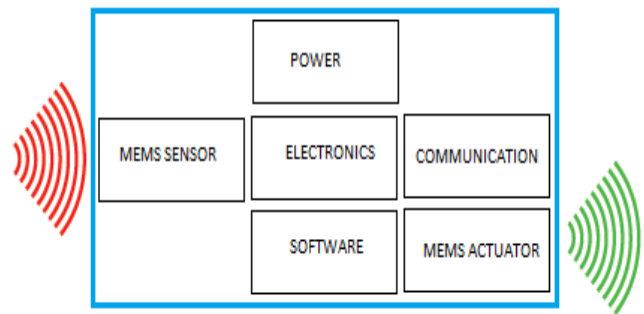 POWER
MEMS SENSOR
ELECTRONICS
COMMUNICATION
SOFTWARE
MEMS ACTUATOR